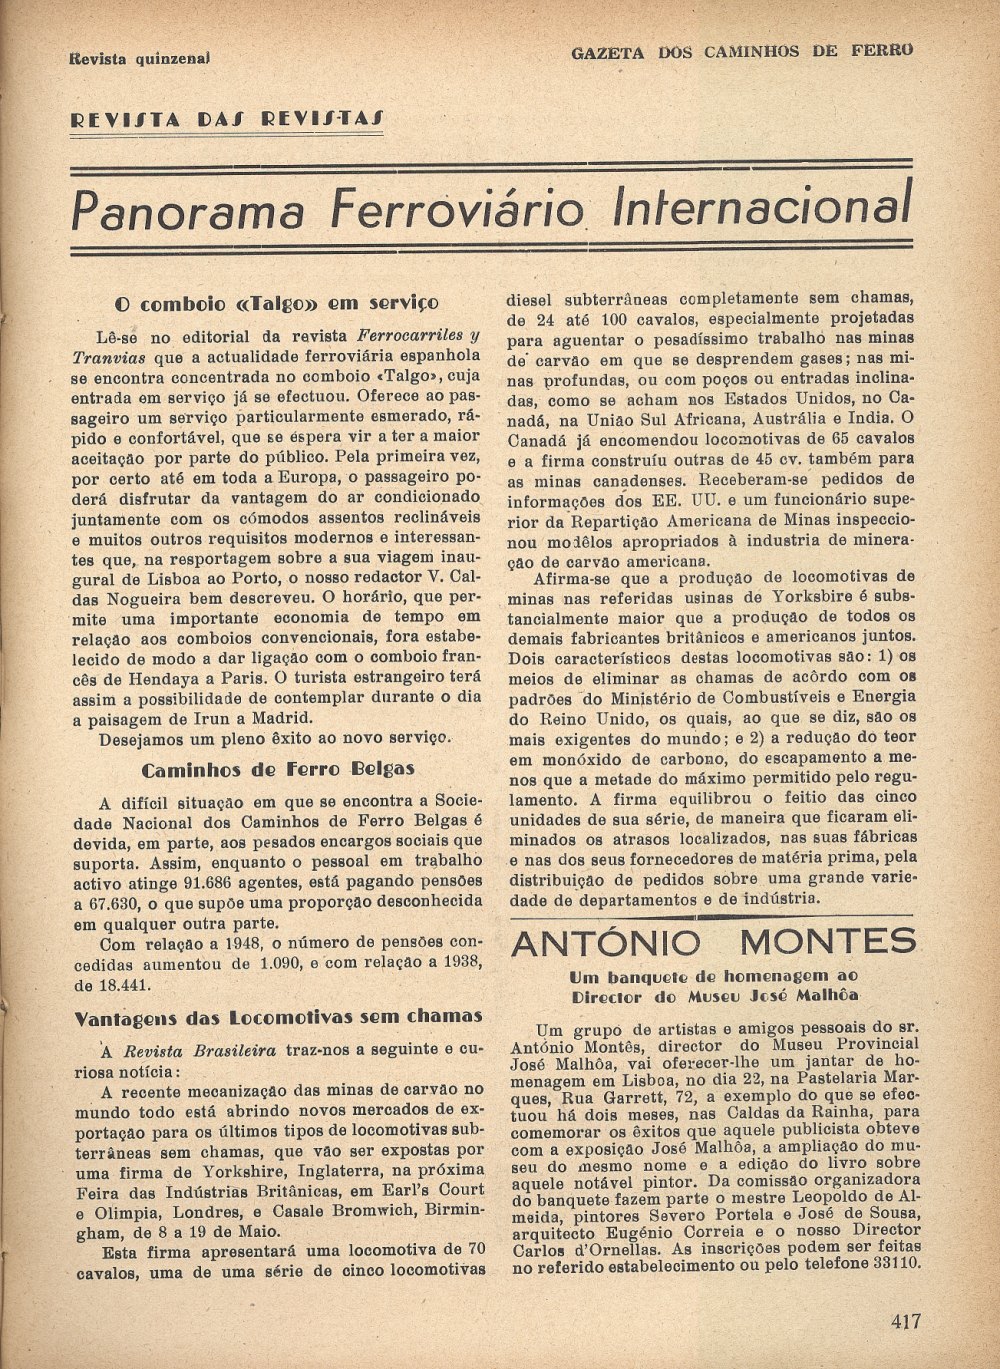 Revista quinzenal
GAZETA DOS CAMINHOS DE FERRO
REVISTA DAS REVISTAS
Panorama Ferroviário Internacional
O comboio «Talgo» em serviço
Lê-se no editorial da revista Ferrocarriles y
Tranvias que a actualidade ferroviária espanhola
se encontra concentrada no comboio «Talgo», cuja
entrada em serviço já se efectuou. Oferece ao pas-
sageiro um serviço particularmente esmerado, rá-
pido e confortável, que se espera vir a ter a maior
aceitação por parte do público. Pela primeira vez,
por certo até em toda a Europa, o passageiro po-
derá disfrutar da vantagem do ar condicionado
juntamente com os cómodos assentos reclináveis
e muitos outros requisitos modernos e interessan-
tes que, na resportagem sobre a sua viagem inau-
gural de Lisboa ao Porto, o nosso redactor V. Cal-
das Nogueira bem descreveu. O horário, que per-
mite uma importante economia de tempo em
relação aos comboios convencionais, fora estabe-
lecido de modo a dar ligação com o comboio fran-
cês de Hendaya a Paris. O turista estrangeiro terá
assim a possibilidade de contemplar durante o dia
a paisagem de Irun a Madrid.
Desejamos um pleno êxito ao novo serviço.
Caminhos de Ferro Belgas
A difícil situação em que se encontra a Socie-
dade Nacional dos Caminhos de Ferro Belgas é
devida, em parte, aos pesados encargos sociais que
suporta. Assim, enquanto o pessoal em trabalho
activo atinge 91.686 agentes, está pagando pensões
a 67.630, o que supõe uma proporção desconhecida
em qualquer outra parte.
Com relação a 1948, o número de pensões con-
cedidas aumentou de 1.090, e com relação a 1938,
de 18.441.
Vantagens das Locomotivas sem chamas
A Revista Brasileira traz-nos a seguinte e cu-
riosa notícia:
A recente mecanização das minas de carvão no
mundo todo está abrindo novos mercados de ex-
portação para os últimos tipos de locomotivas sub-
terrâneas sem chamas, que vão ser expostas por
uma firma de Yorkshire, Inglaterra, na próxima
Feira das Indústrias Britânicas, em Earl's Court
e Olimpia, Londres, e Casale Bromwich, Birmin-
gham, de 8 a 19 de Maio.
Esta firma apresentará uma locomotiva de 70
cavalos, uma de uma série de cinco locomotivas
diesel subterrâneas completamente sem chamas,
de 24 até 100 cavalos, especialmente projetadas
para aguentar o pesadíssimo trabalho nas minas
de carvão em que se desprendem gases; nas mi-
nas profundas, ou com poços ou entradas inclina-
das, como se acham nos Estados Unidos, no Ca-
nadá, na União Sul Africana, Austrália e India. O
Canadá já encomendou locomotivas de 65 cavalos
e a firma construíu outras de 45 cv. também para
as minas canadenses. Receberam-se pedidos de
informações dos EE. UU. e um funcionário supe-
rior da Repartição Americana de Minas inspeccio-
nou modêlos apropriados à industria de minera-
ção de carvão americana.
Afirma-se que a produção de locomotivas de
minas nas referidas usinas de Yorksbire é subs-
tancialmente maior que a produção de todos os
demais fabricantes britânicos e americanos juntos.
Dois característicos destas locomotivas são: 1) os
meios de eliminar as chamas de acôrdo com os
padrões do Ministério de Combustíveis e Energia
do Reino Unido, os quais, ao que se diz, são os
mais exigentes do mundo; e 2) a redução do teor
em monóxido de carbono, do escapamento a me-
nos que a metade do máximo permitido pelo regu-
lamento. A firma equilibrou o feitio das cinco
unidades de sua série, de maneira que ficaram eli-
minados os atrasos localizados, nas suas fábricas
e nas dos seus fornecedores de matéria prima, pela
distribuição de pedidos sobre uma grande varie-
dade de departamentos e de indústria.
ANTÓNIO MONTES
Um banquete de homenagem ao
Director do Museu José Malhôa
Um grupo de artistas e amigos pessoais do sr.
António Montês, director do Museu Provincial
José Malhôa, vai oferecer-lhe um jantar de ho-
menagem em Lisboa, no dia 22, na Pastelaria Mar-
ques, Rua Garrett, 72, a exemplo do que se efec-
tuou há dois meses, nas Caldas da Rainha, para
comemorar os êxitos que aquele publicista obteve
com a exposição José Malhôa, a ampliação do mu-
seu do mesmo nome e a edição do livro sobre
aquele notável pintor. Da comissão organizadora
do banquete fazem parte o mestre Leopoldo de Al-
meida, pintores Severo Portela e José de Sousa,
arquitecto Eugénio Correia e o nosso Director
Carlos d'Ornellas. As inscrições podem ser feitas
no referido estabelecimento ou pelo telefone 33110.
417